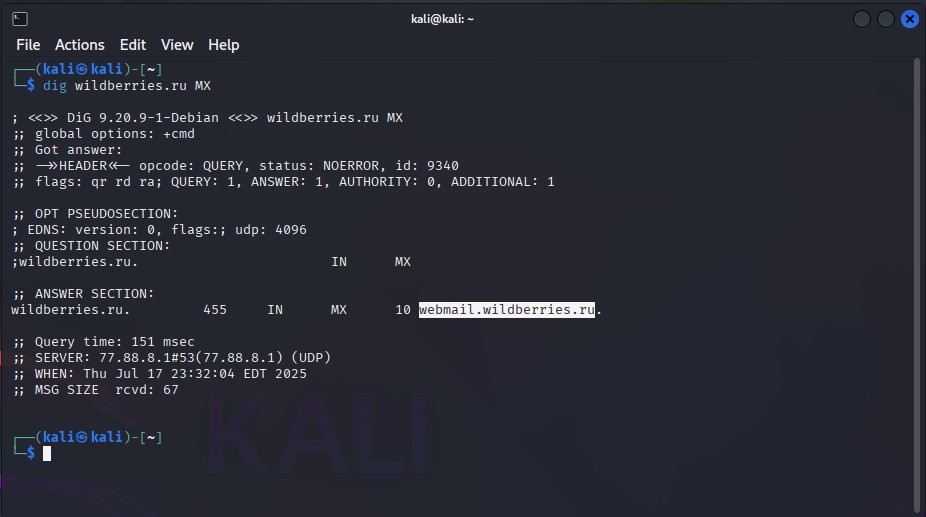 kali@kali: ~
File Actions Edit View Help
┌──(kali㉿kali)-[~]
└─$ dig wildberries.ru MX
; <<>> DiG 9.20.9-1-Debian <<>> wildberries.ru MX
;; global options: +cmd
;; Got answer:
;; ->>HEADER<<- opcode: QUERY, status: NOERROR, id: 9340
;; flags: qr rd ra; QUERY: 1, ANSWER: 1, AUTHORITY: 0, ADDITIONAL: 1
;; OPT PSEUDOSECTION:
; EDNS: version: 0, flags:; udp: 4096
;; QUESTION SECTION:
;wildberries.ru. IN MX
;; ANSWER SECTION:
wildberries.ru. 455 IN MX 10 webmail.wildberries.ru.
;; Query time: 151 msec
;; SERVER: 77.88.8.1#53(77.88.8.1) (UDP)
;; WHEN: Thu Jul 17 23:32:04 EDT 2025
;; MSG SIZE rcvd: 67
KALI
┌──(kali㉿kali)-[~]
└─$